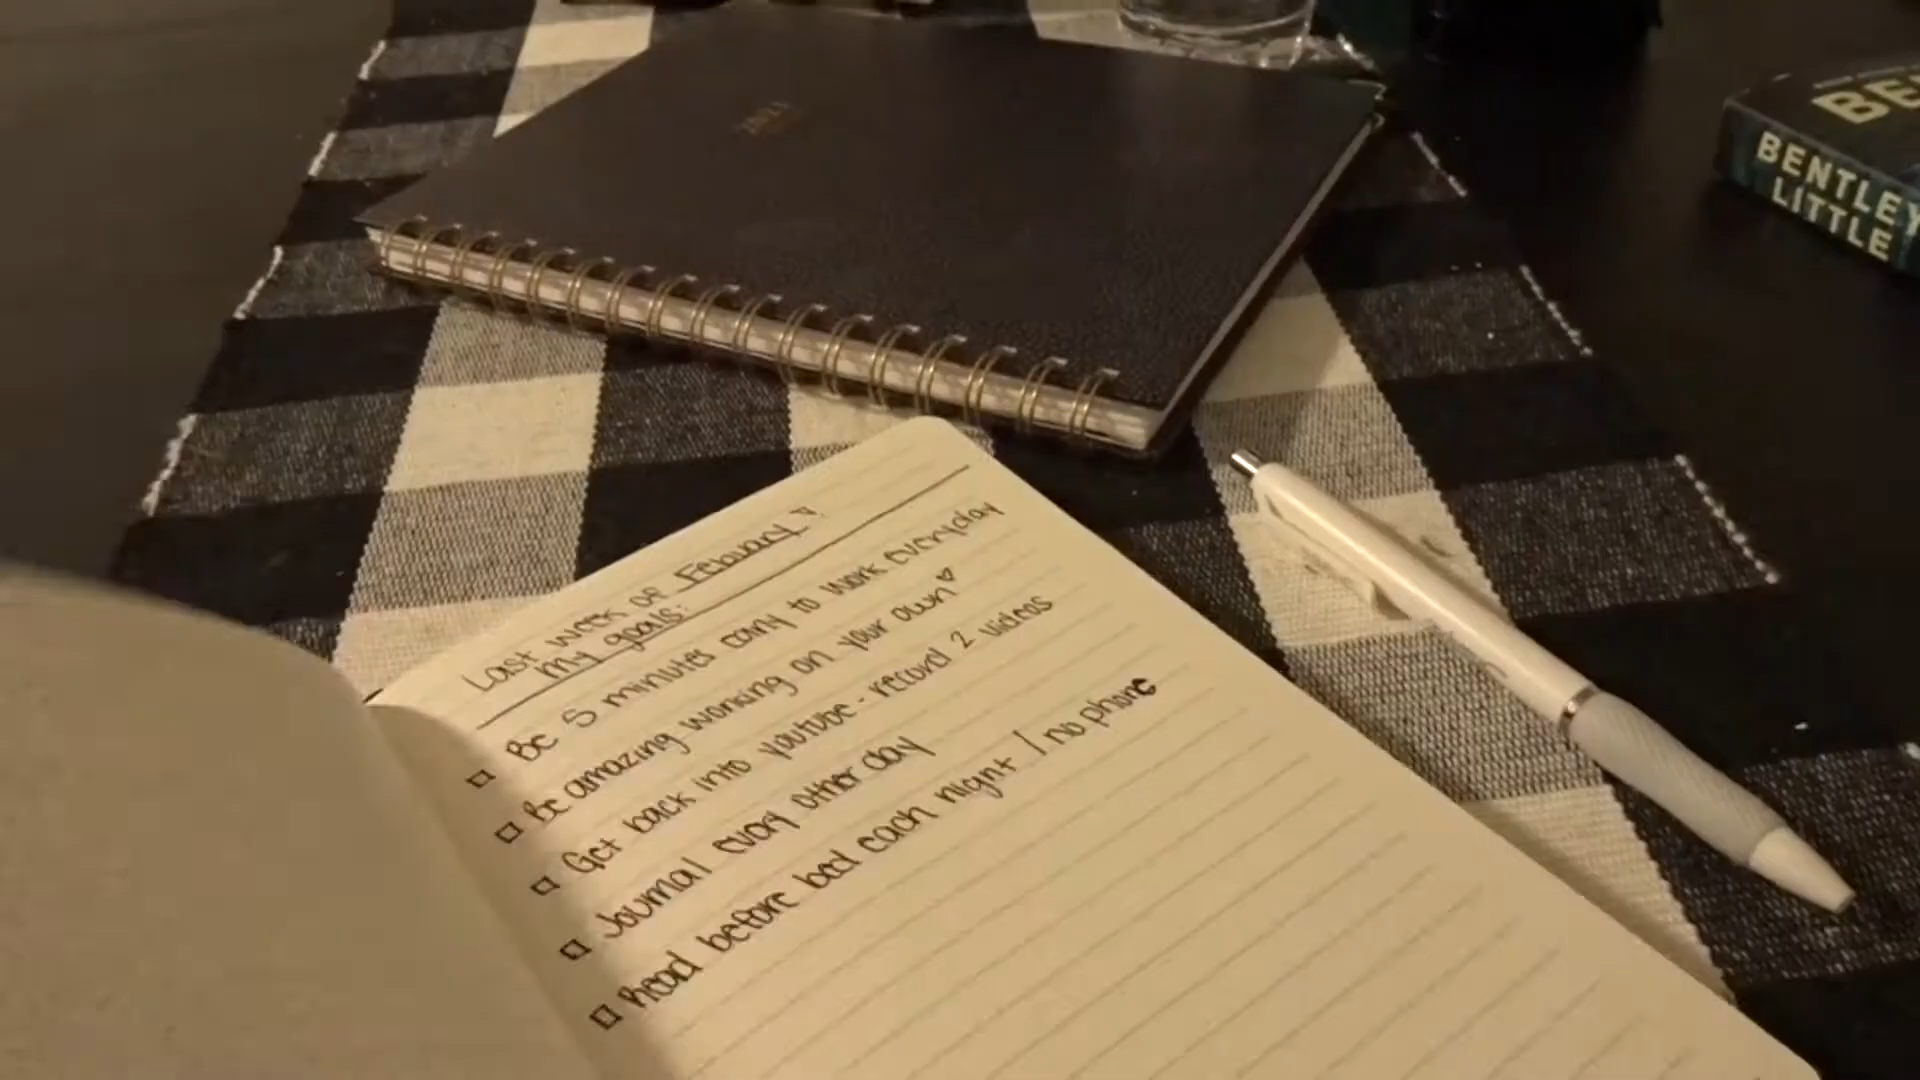 2021
BE
BENTLEY
LITTLE
Last week of February ♡
my goals:
□ Be 5 minutes early to work everyday
□ Be amazing working on your own ♡
□ Get back into youtube - record 2 videos
□ Journal every other day
□ Read before bed each night / no phone